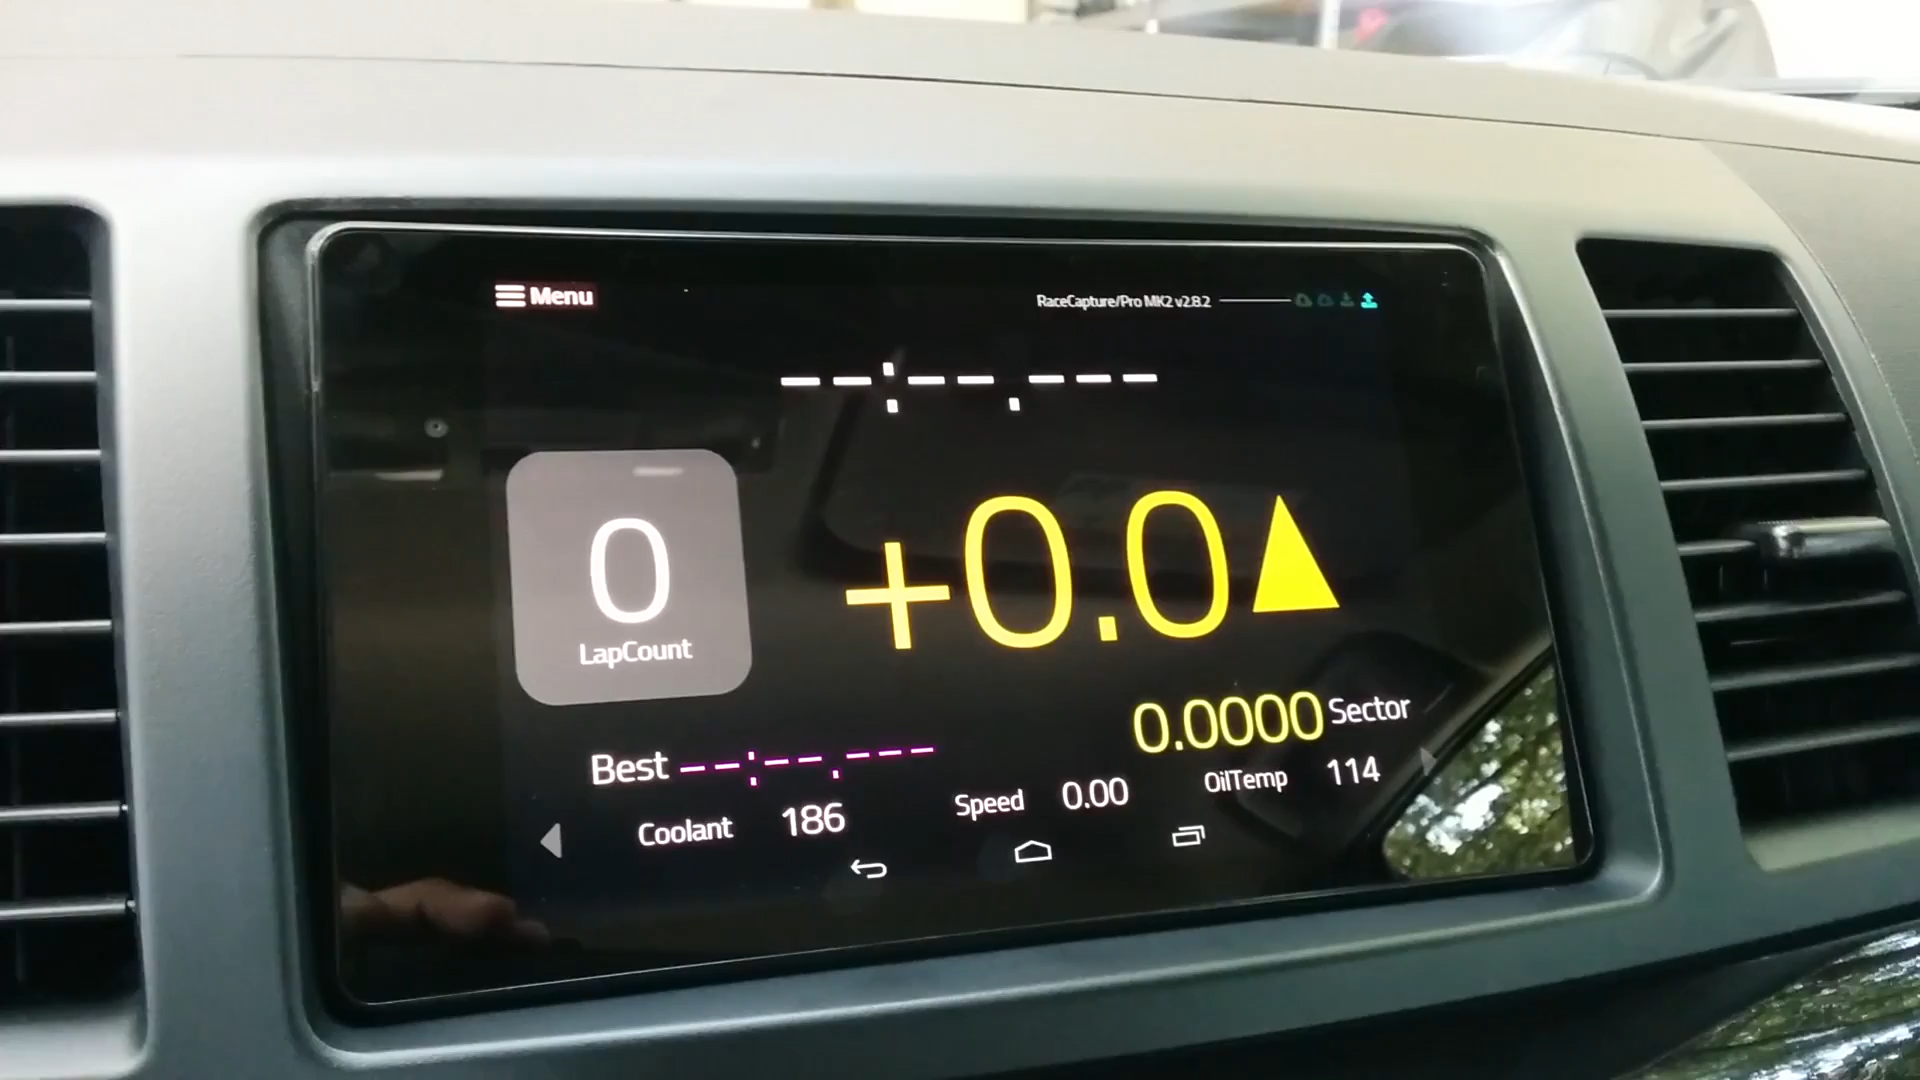 Menu
RaceCapture/Pro MK2 v2.8.2
--:--.---
0
LapCount
+0.0
0.0000 Sector
Best --:--.---
Coolant 186
Speed 0.00
OilTemp 114